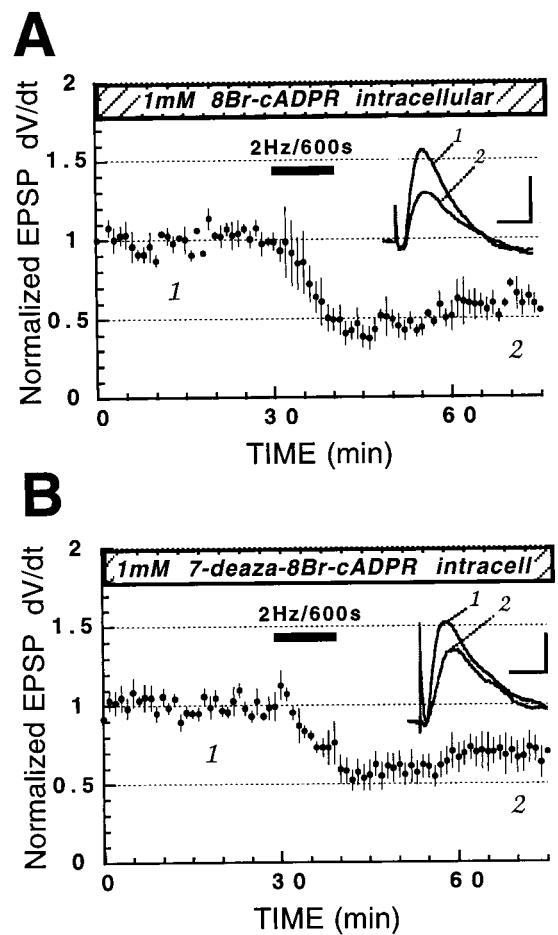 A
1mM 8Br-cADPR intracellular
Normalized EPSP dV/dt
2
1.5
1
0.5
0
2Hz/600s
1
2
1
2
0
30
60
TIME (min)
B
1mM 7-deaza-8Br-cADPR intracell
Normalized EPSP dV/dt
2
1.5
1
0.5
0
2Hz/600s
1
2
1
2
0
30
60
TIME (min)